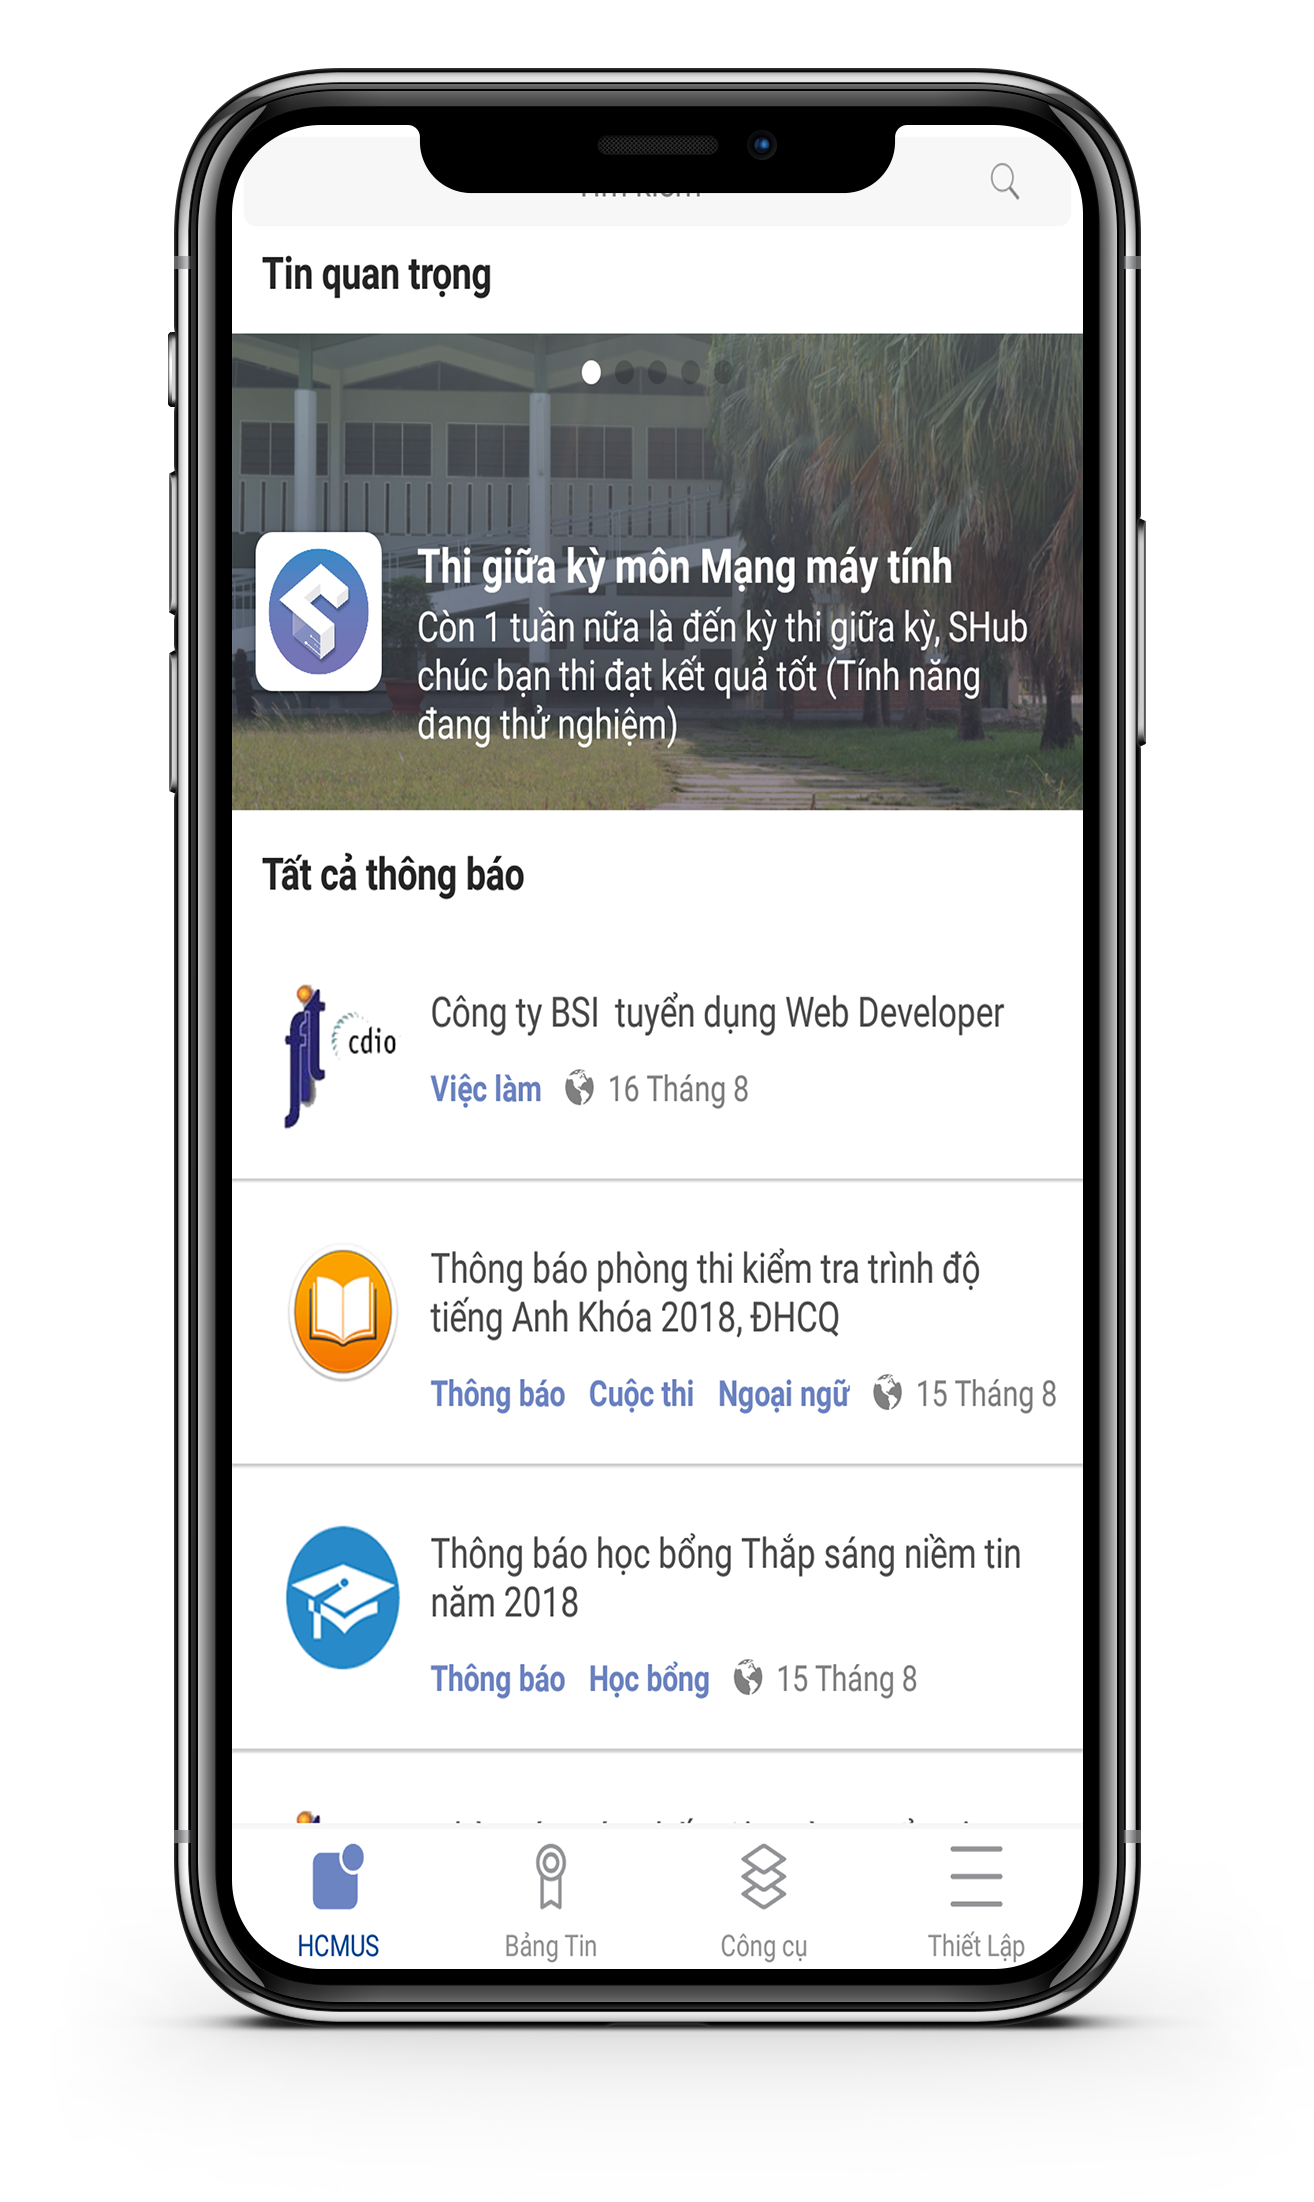 Tin quan trọng
Thi giữa kỳ môn Mạng máy tính
Còn 1 tuần nữa là đến kỳ thi giữa kỳ, SHub
chúc bạn thi đạt kết quả tốt (Tính năng
đang thử nghiệm)
Tất cả thông báo
fit cdio
Công ty BSI tuyển dụng Web Developer
Việc làm 16 Tháng 8
Thông báo phòng thi kiểm tra trình độ
tiếng Anh Khóa 2018, ĐHCQ
Thông báo Cuộc thi Ngoại ngữ 15 Tháng 8
Thông báo học bổng Thắp sáng niềm tin
năm 2018
Thông báo Học bổng 15 Tháng 8
HCMUS Bảng Tin Công cụ Thiết Lập